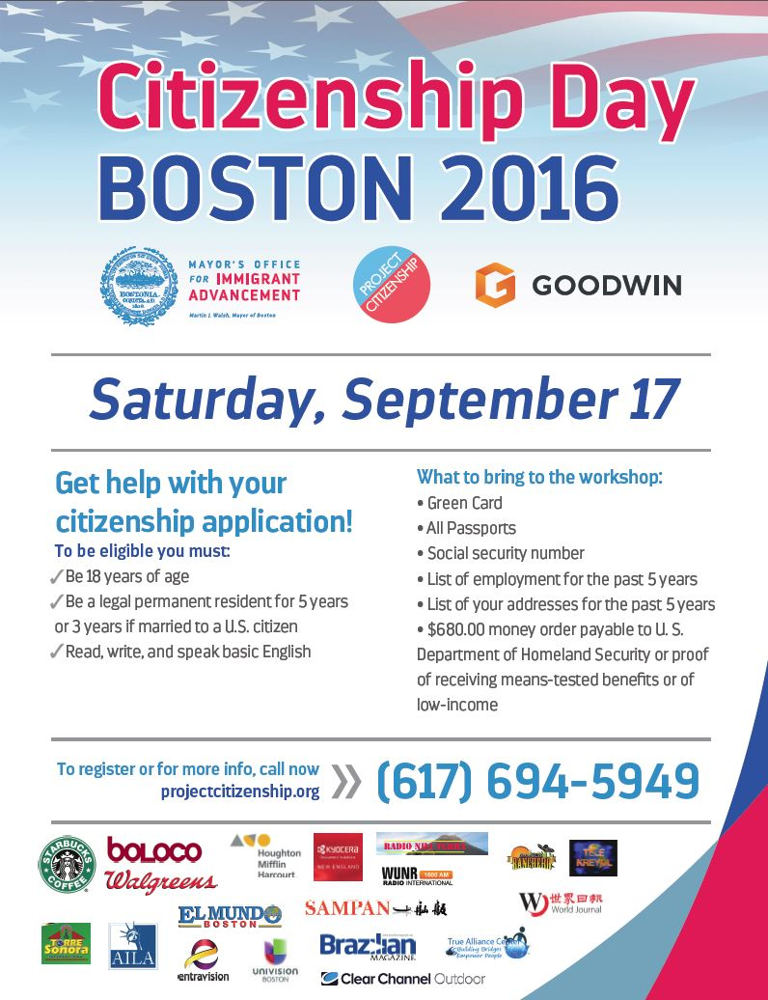 Citizenship Day
BOSTON 2016
BOSTONIA.
CONDITA A.D.
1630.
MAYOR'S OFFICE
FOR IMMIGRANT
ADVANCEMENT
Martin J. Walsh, Mayor of Boston
PROJECT
CITIZENSHIP
GOODWIN
Saturday, September 17
Get help with your
citizenship application!
To be eligible you must:
✓Be 18 years of age
✓Be a legal permanent resident for 5 years
or 3 years if married to a U.S. citizen
✓Read, write, and speak basic English
What to bring to the workshop:
• Green Card
• All Passports
• Social security number
• List of employment for the past 5 years
• List of your addresses for the past 5 years
• $680.00 money order payable to U. S.
Department of Homeland Security or proof
of receiving means-tested benefits or of
low-income
To register or for more info, call now
projectcitizenship.org
(617) 694-5949
STARBUCKS
COFFEE
boloco
Walgreens
Houghton
Mifflin
Harcourt
KYOCERA
NEW ENGLAND
RADIO
WUNR 1600 AM
RADIO INTERNATIONAL
TELE
KREYOL
EL MUNDO
BOSTON
SAMPAN
W 世界日報
World Journal
TORRE
Sonora
AILA
entravision
UNIVISION
BOSTON
Brazilian
MAGAZINE
True Alliance Center
Building Bridges
Empower People
Clear Channel Outdoor